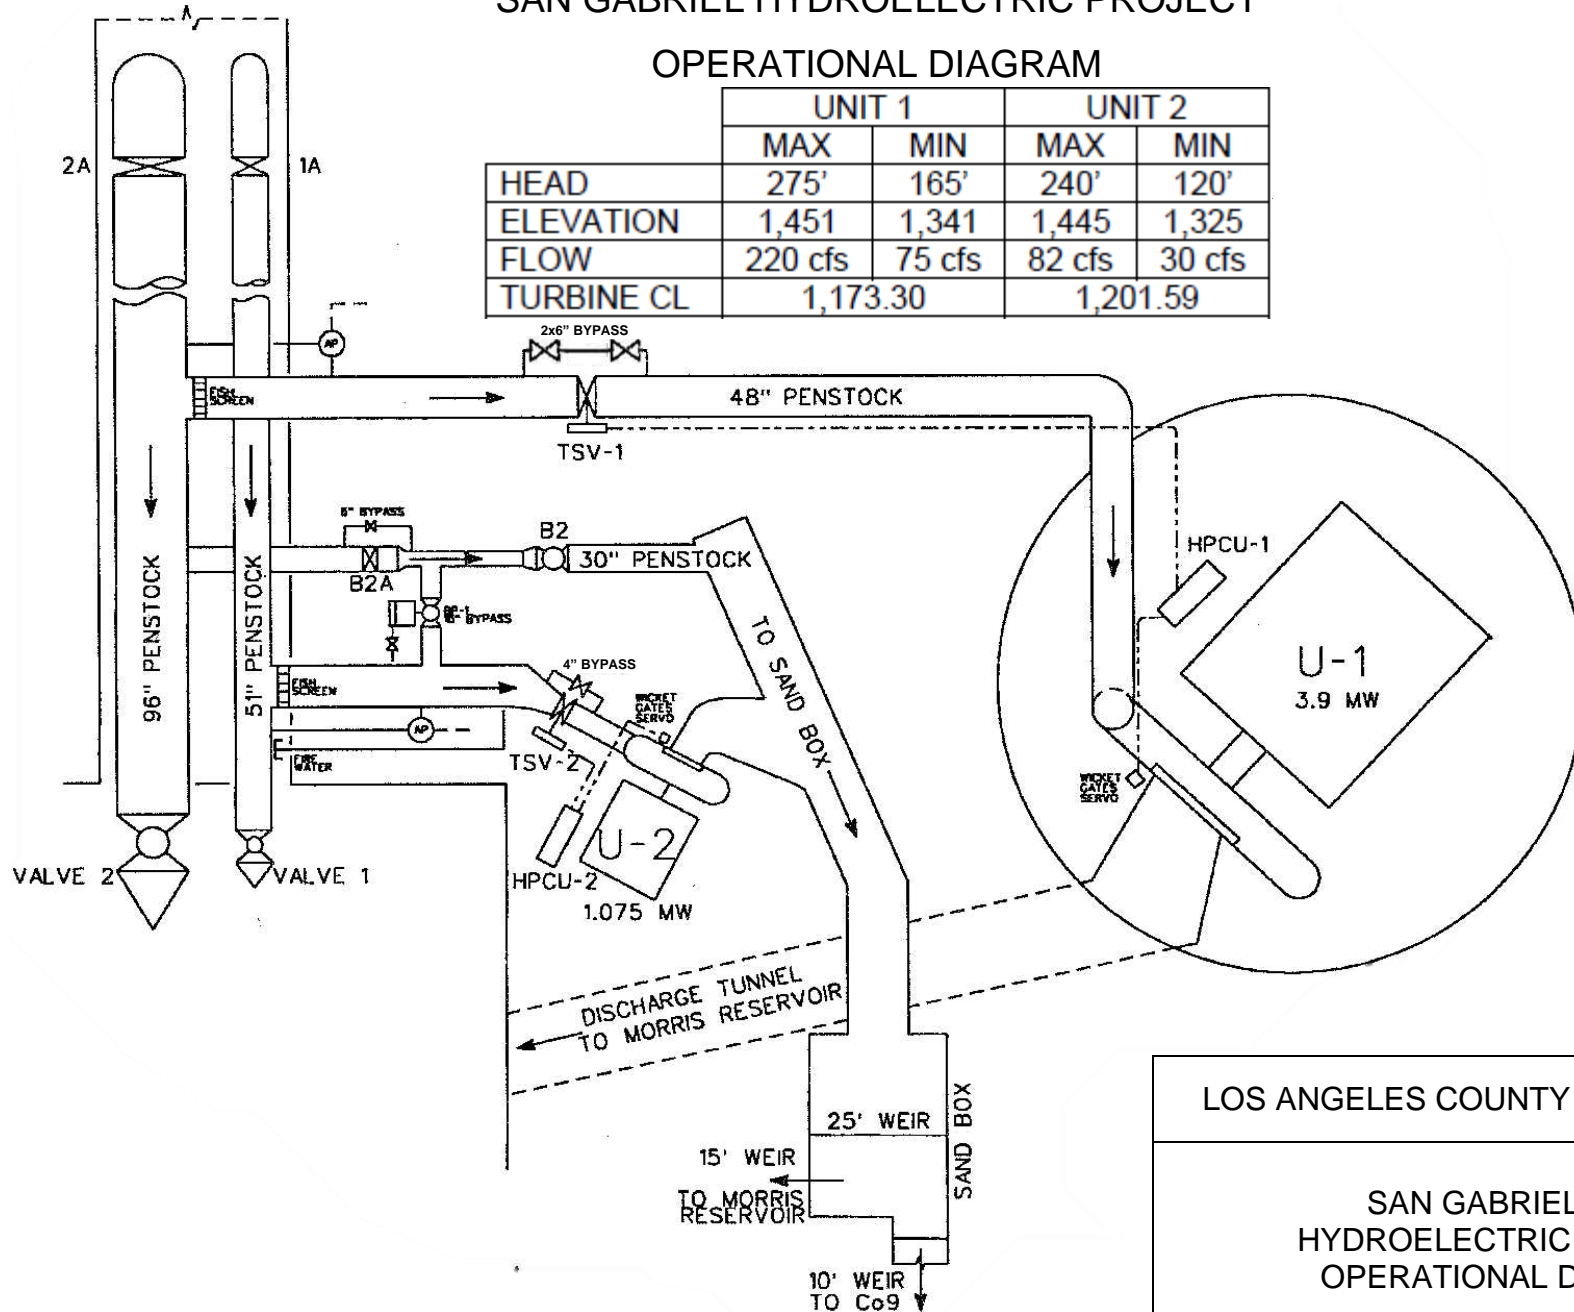 SAN GABRIEL HYDROELECTRIC PROJECT
OPERATIONAL DIAGRAM
UNIT 1 UNIT 2
MAX MIN MAX MIN
HEAD 275' 165' 240' 120'
ELEVATION 1,451 1,341 1,445 1,325
FLOW 220 cfs 75 cfs 82 cfs 30 cfs
TURBINE CL 1,173.30 1,201.59
2A
1A
AP
2x6" BYPASS
FISH
SCREEN
48" PENSTOCK
TSV-1
6" BYPASS
B2
30" PENSTOCK
B2A
HPCU-1
BYPASS
96" PENSTOCK
51" PENSTOCK
TO SAND BOX
U-1
3.9 MW
4" BYPASS
FISH
SCREEN
WICKET
GATES
SERVO
AP
FIRE
WATER
TSV-2
WICKET
GATES
SERVO
U-2
HPCU-2
1.075 MW
VALVE 2
VALVE 1
DISCHARGE TUNNEL
TO MORRIS RESERVOIR
25' WEIR
SAND BOX
15' WEIR
TO MORRIS
RESERVOIR
10' WEIR
TO Co9
LOS ANGELES COUNTY
SAN GABRIEL
HYDROELECTRIC
OPERATIONAL D